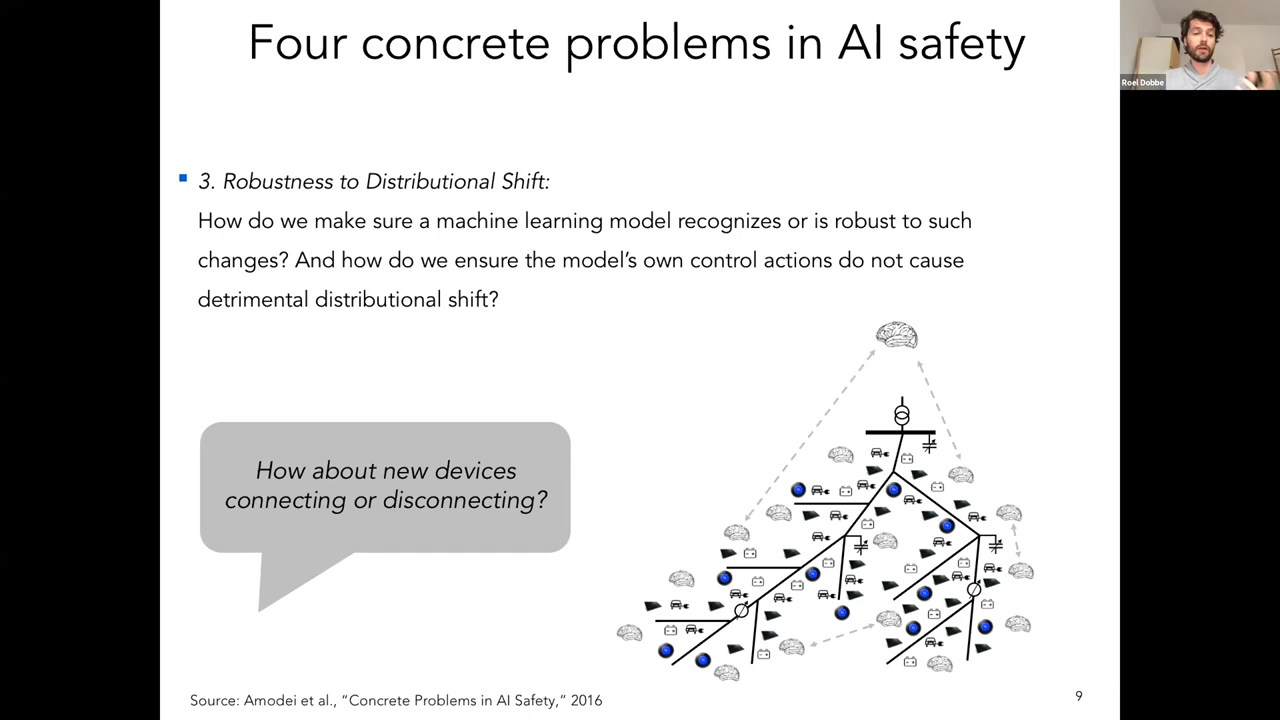 Four concrete problems in AI safety
Roel Dobbe
3. Robustness to Distributional Shift:
How do we make sure a machine learning model recognizes or is robust to such
changes? And how do we ensure the model’s own control actions do not cause
detrimental distributional shift?
How about new devices
connecting or disconnecting?
Source: Amodei et al., “Concrete Problems in AI Safety,” 2016
9